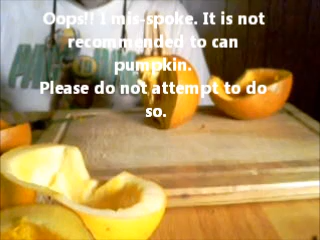 Oops!! I mis-spoke. It is not
recommended to can
pumpkin.
Please do not attempt to do
so.